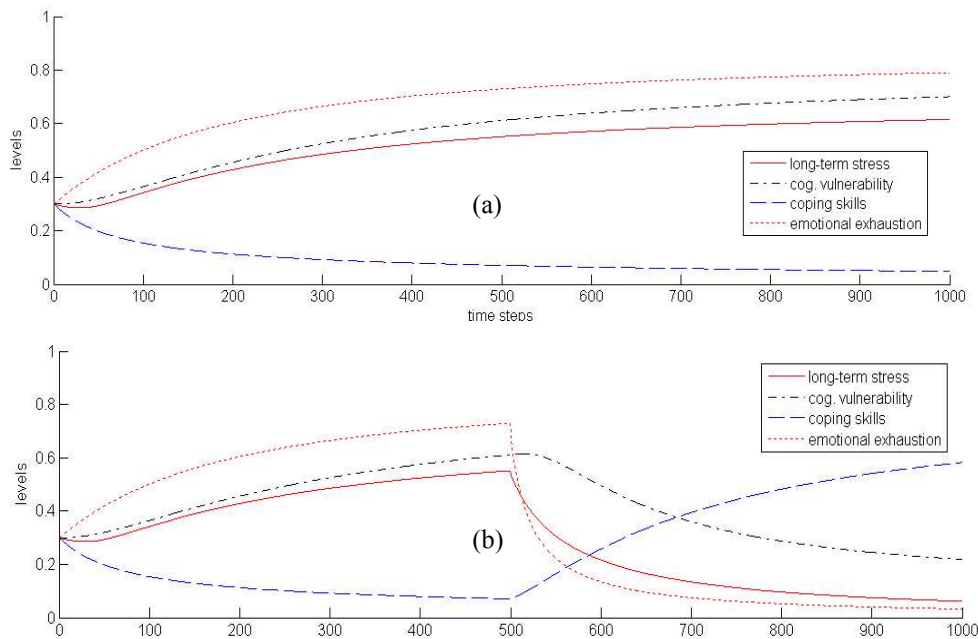 1
0.8
0.6
levels
0.4
0.2
0
long-term stress
cog. vulnerability
coping skills
emotional exhaustion
(a)
0 100 200 300 400 500 600 700 800 900 1000
time steps
1
0.8
0.6
levels
0.4
0.2
0
long-term stress
cog. vulnerability
coping skills
emotional exhaustion
(b)
0 100 200 300 400 500 600 700 800 900 1000